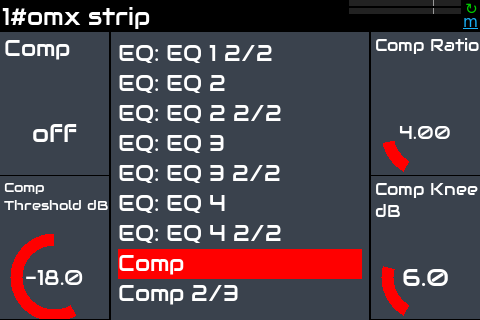 1#omx strip
m
Comp
off
Comp
Threshold dB
-18.0
EQ: EQ 1 2/2
EQ: EQ 2
EQ: EQ 2 2/2
EQ: EQ 3
EQ: EQ 3 2/2
EQ: EQ 4
EQ: EQ 4 2/2
Comp
Comp 2/3
Comp Ratio
4.00
Comp Knee
dB
6.0